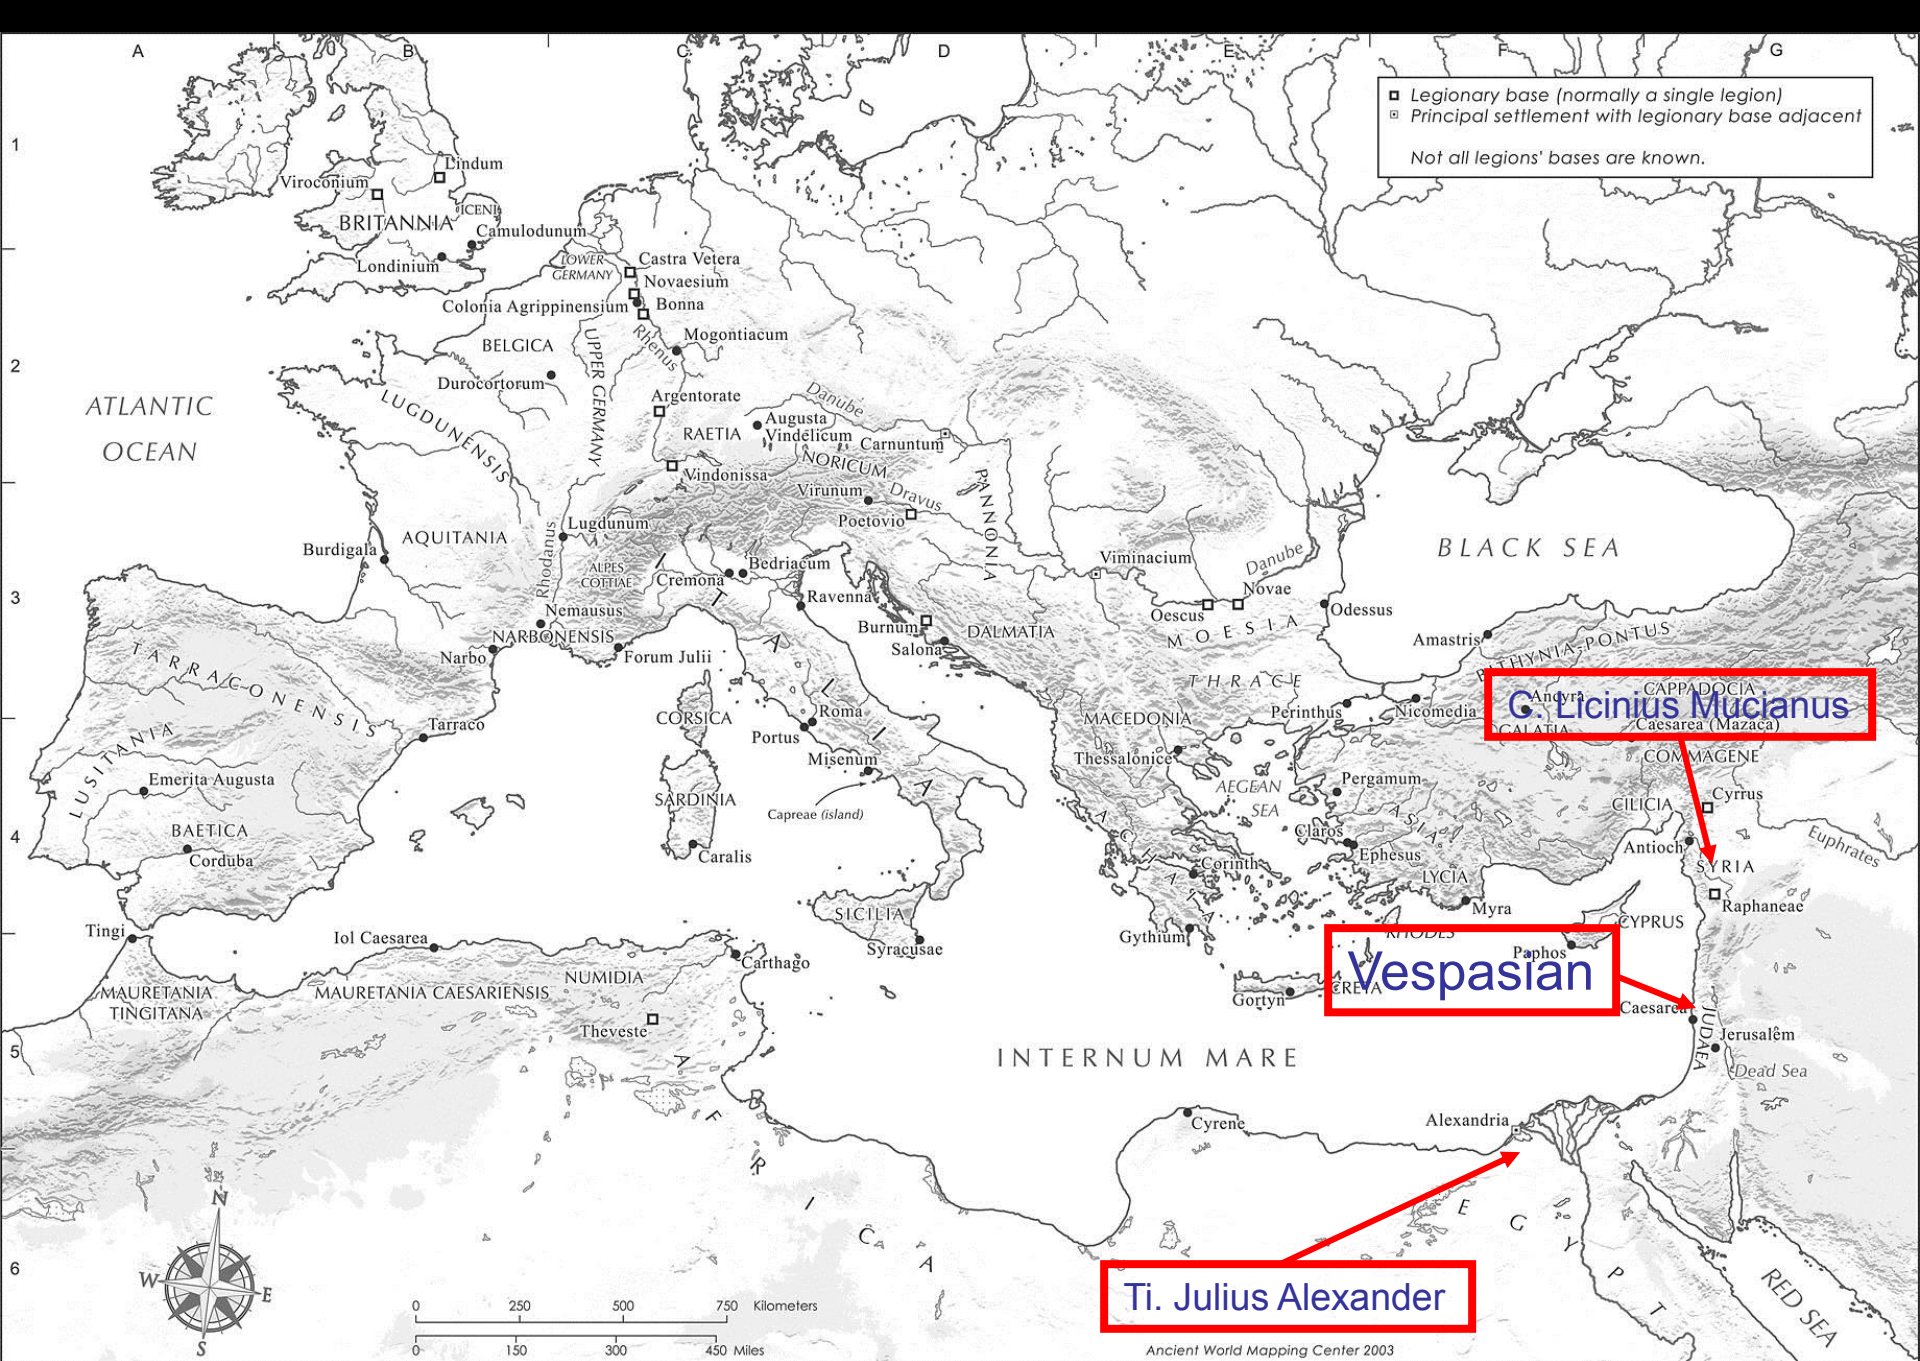 A
B
C
D
E
F
G
1
2
3
4
5
6
Legionary base (normally a single legion)
Principal settlement with legionary base adjacent
Not all legions' bases are known.
Lindum
Viroconium
BRITANNIA
ICENI
Camulodunum
Londinium
LOWER
GERMANY
Castra Vetera
Novaesium
Colonia Agrippinensium
Bonna
Rhenus
Mogontiacum
BELGICA
UPPER GERMANY
Durocortorum
ATLANTIC
OCEAN
LUGDUNENSIS
Argentorate
RAETIA
Augusta
Vindelicum
Danube
Carnuntum
NORICUM
Vindonissa
Virunum
Dravus
PANNONIA
Poetovio
Lugdunum
AQUITANIA
Burdigala
Rhodanus
ALPES
COTTIAE
ITALIA
Cremona
Bedriacum
Ravenna
Viminacium
Danube
Novae
Oescus
MOESIA
Odessus
BLACK SEA
Nemausus
NARBONENSIS
Narbo
Forum Julii
Burnum
Salona
DALMATIA
Amastris
BITHYNIA-PONTUS
TARRACONENSIS
LUSITANIA
Tarraco
CORSICA
Roma
Portus
Misenum
Capreae (island)
THRACE
MACEDONIA
Perinthus
Nicomedia
Thessalonice
Ancyra
CAPPADOCIA
C. Licinius Mucianus
GALATIA
Caesarea (Mazaca)
COMMAGENE
Emerita Augusta
BAETICA
Corduba
SARDINIA
Caralis
AEGEAN
SEA
Pergamum
ASIA
Claros
Ephesus
LYCIA
Myra
CILICIA
Cyrrus
Antioch
SYRIA
Euphrates
Raphaneae
ACHAIA
Corinth
Gythium
SICILIA
Syracusae
RHODES
CYPRUS
Paphos
Vespasian
Gortyn
CRETA
Tingi
Iol Caesarea
Carthago
NUMIDIA
MAURETANIA
TINGITANA
MAURETANIA CAESARIENSIS
Theveste
AFRICA
INTERNUM MARE
Caesarea
JUDAEA
Jerusalem
Dead Sea
Cyrene
Alexandria
EGYPT
RED SEA
Ti. Julius Alexander
N
W
E
S
0 250 500 750 Kilometers
0 150 300 450 Miles
Ancient World Mapping Center 2003